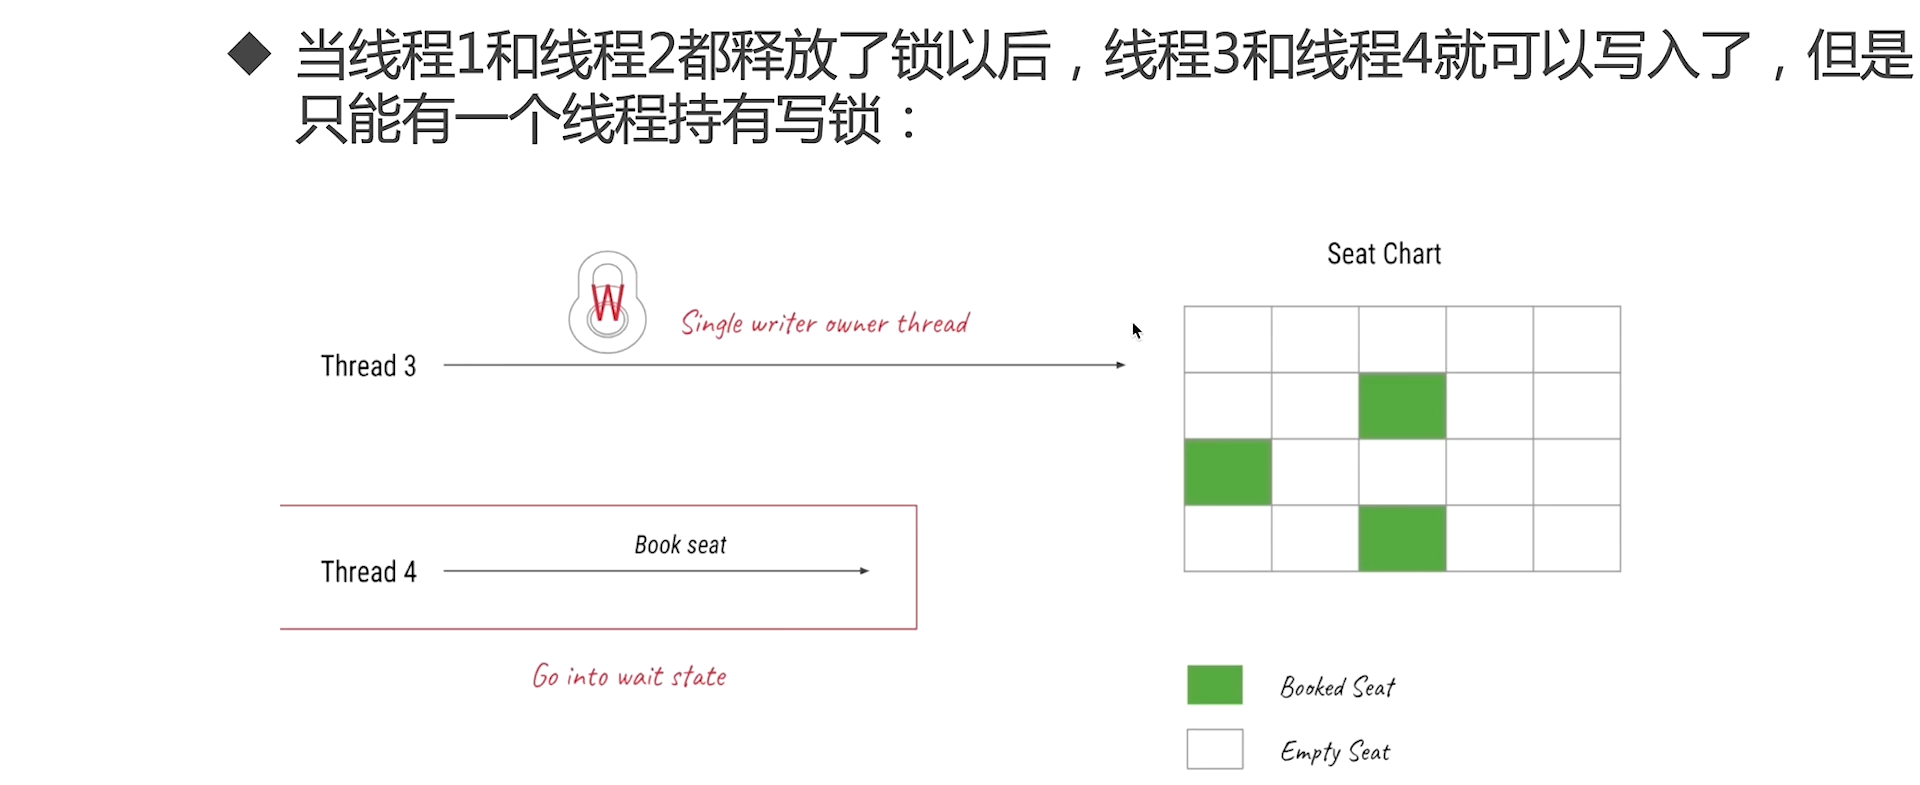 当线程1和线程2都释放了锁以后，线程3和线程4就可以写入了，但是
只能有一个线程持有写锁：
Seat Chart
W
Single writer owner thread
Thread 3
Book seat
Thread 4
Go into wait state
Booked Seat
Empty Seat